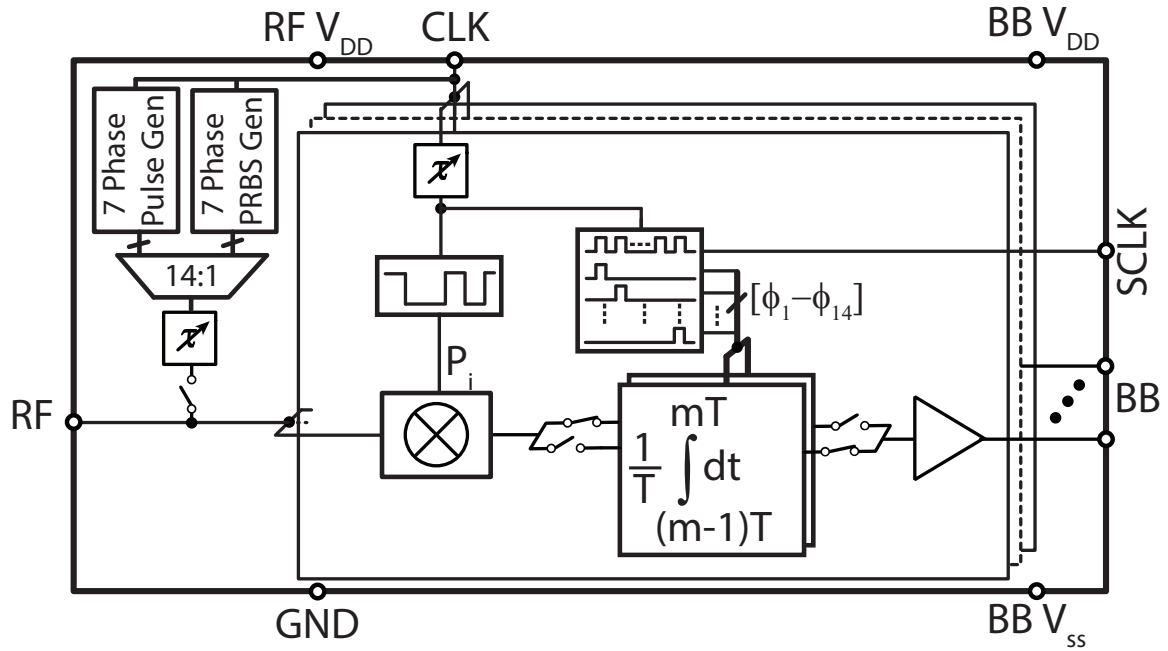 RF V_DD
CLK
BB V_DD
7 Phase
Pulse Gen
7 Phase
PRBS Gen
14:1
τ
τ
SCLK
[ϕ₁−ϕ₁₄]
P_i
RF
BB
mT
1/T ∫ dt
(m-1)T
GND
BB V_ss